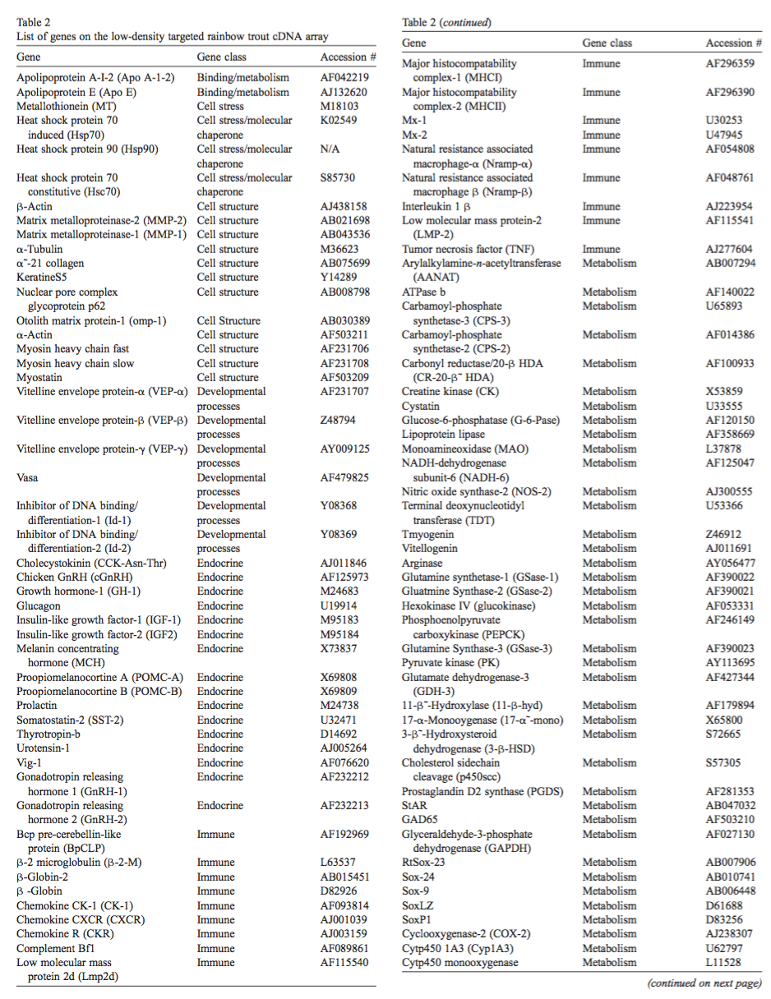 Table 2
List of genes on the low-density targeted rainbow trout cDNA array
Gene Gene class Accession #
Apolipoprotein A-I-2 (Apo A-1-2) Binding/metabolism AF042219
Apolipoprotein E (Apo E) Binding/metabolism AJ132620
Metallothionein (MT) Cell stress M18103
Heat shock protein 70 Cell stress/molecular K02549
induced (Hsp70) chaperone
Heat shock protein 90 (Hsp90) Cell stress/molecular N/A
chaperone
Heat shock protein 70 Cell stress/molecular S85730
constitutive (Hsc70) chaperone
β-Actin Cell structure AJ438158
Matrix metalloproteinase-2 (MMP-2) Cell structure AB021698
Matrix metalloproteinase-1 (MMP-1) Cell structure AB043536
α-Tubulin Cell structure M36623
α˜-21 collagen Cell structure AB075699
KeratineS5 Cell structure Y14289
Nuclear pore complex Cell structure AB008798
glycoprotein p62
Otolith matrix protein-1 (omp-1) Cell Structure AB030389
α-Actin Cell structure AF503211
Myosin heavy chain fast Cell structure AF231706
Myosin heavy chain slow Cell structure AF231708
Myostatin Cell structure AF503209
Vitelline envelope protein-α (VEP-α) Developmental AF231707
processes
Vitelline envelope protein-β (VEP-β) Developmental Z48794
processes
Vitelline envelope protein-γ (VEP-γ) Developmental AY009125
processes
Vasa Developmental AF479825
processes
Inhibitor of DNA binding/ Developmental Y08368
differentiation-1 (Id-1) processes
Inhibitor of DNA binding/ Developmental Y08369
differentiation-2 (Id-2) processes
Cholecystokinin (CCK-Asn-Thr) Endocrine AJ011846
Chicken GnRH (cGnRH) Endocrine AF125973
Growth hormone-1 (GH-1) Endocrine M24683
Glucagon Endocrine U19914
Insulin-like growth factor-1 (IGF-1) Endocrine M95183
Insulin-like growth factor-2 (IGF2) Endocrine M95184
Melanin concentrating Endocrine X73837
hormone (MCH)
Proopiomelanocortine A (POMC-A) Endocrine X69808
Proopiomelanocortine B (POMC-B) Endocrine X69809
Prolactin Endocrine M24738
Somatostatin-2 (SST-2) Endocrine U32471
Thyrotropin-b Endocrine D14692
Urotensin-1 Endocrine AJ005264
Vig-1 Endocrine AF076620
Gonadotropin releasing Endocrine AF232212
hormone 1 (GnRH-1)
Gonadotropin releasing Endocrine AF232213
hormone 2 (GnRH-2)
Bcp pre-cerebellin-like Immune AF192969
protein (BpCLP)
β-2 microglobulin (β-2-M) Immune L63537
β-Globin-2 Immune AB015451
β -Globin Immune D82926
Chemokine CK-1 (CK-1) Immune AF093814
Chemokine CXCR (CXCR) Immune AJ001039
Chemokine R (CKR) Immune AJ003159
Complement Bf1 Immune AF089861
Low molecular mass Immune AF115540
protein 2d (Lmp2d)
Table 2 (continued)
Gene Gene class Accession #
Major histocompatability Immune AF296359
complex-1 (MHCI)
Major histocompatability Immune AF296390
complex-2 (MHCII)
Mx-1 Immune U30253
Mx-2 Immune U47945
Natural resistance associated Immune AF054808
macrophage-α (Nramp-α)
Natural resistance associated Immune AF048761
macrophage β (Nramp-β)
Interleukin 1 β Immune AJ223954
Low molecular mass protein-2 Immune AF115541
(LMP-2)
Tumor necrosis factor (TNF) Immune AJ277604
Arylalkylamine-n-acetyltransferase Metabolism AB007294
(AANAT)
ATPase b Metabolism AF140022
Carbamoyl-phosphate Metabolism U65893
synthetase-3 (CPS-3)
Carbamoyl-phosphate Metabolism AF014386
synthetase-2 (CPS-2)
Carbonyl reductase/20-β HDA Metabolism AF100933
(CR-20-β˜ HDA)
Creatine kinase (CK) Metabolism X53859
Cystatin Metabolism U33555
Glucose-6-phosphatase (G-6-Pase) Metabolism AF120150
Lipoprotein lipase Metabolism AF358669
Monoamineoxidase (MAO) Metabolism L37878
NADH-dehydrogenase Metabolism AF125047
subunit-6 (NADH-6)
Nitric oxide synthase-2 (NOS-2) Metabolism AJ300555
Terminal deoxynucleotidyl Metabolism U53366
transferase (TDT)
Tmyogenin Metabolism Z46912
Vitellogenin Metabolism AJ011691
Arginase Metabolism AY056477
Glutamine synthetase-1 (GSase-1) Metabolism AF390022
Gluatmine Synthase-2 (GSase-2) Metabolism AF390021
Hexokinase IV (glucokinase) Metabolism AF053331
Phosphoenolpyruvate Metabolism AF246149
carboxykinase (PEPCK)
Glutamine Synthase-3 (GSase-3) Metabolism AF390023
Pyruvate kinase (PK) Metabolism AY113695
Glutamate dehydrogenase-3 Metabolism AF427344
(GDH-3)
11-β˜-Hydroxylase (11-β-hyd) Metabolism AF179894
17-α-Monooygenase (17-α˜-mono) Metabolism X65800
3-β˜-Hydroxysteroid Metabolism S72665
dehydrogenase (3-β-HSD)
Cholesterol sidechain Metabolism S57305
cleavage (p450scc)
Prostaglandin D2 synthase (PGDS) Metabolism AF281353
StAR Metabolism AB047032
GAD65 Metabolism AF503210
Glyceraldehyde-3-phosphate Metabolism AF027130
dehydrogenase (GAPDH)
RtSox-23 Metabolism AB007906
Sox-24 Metabolism AB010741
Sox-9 Metabolism AB006448
SoxLZ Metabolism D61688
SoxP1 Metabolism D83256
Cyclooxygenase-2 (COX-2) Metabolism AJ238307
Cytp450 1A3 (Cyp1A3) Metabolism U62797
Cytp450 monooxygenase Metabolism L11528
(continued on next page)